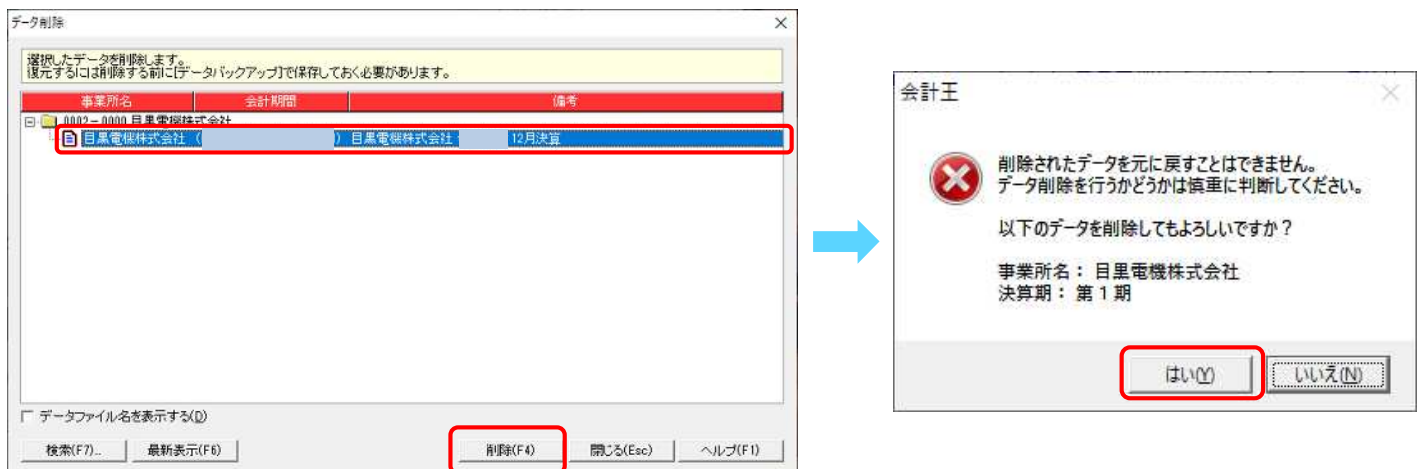 データ削除
選択したデータを削除します。
復元するには削除する前に[データバックアップ]で保存しておく必要があります。
事業所名 会計期間 備考
0002-0000 目黒電機株式会社
目黒電機株式会社 ( ) 目黒電機株式会社 12月決算
データファイル名を表示する(D)
検索(F7)... 最新表示(F6) 削除(F4) 閉じる(Esc) ヘルプ(F1)
会計王
削除されたデータを元に戻すことはできません。
データ削除を行うかどうかは慎重に判断してください。
以下のデータを削除してもよろしいですか？
事業所名： 目黒電機株式会社
決算期： 第１期
はい(Y) いいえ(N)